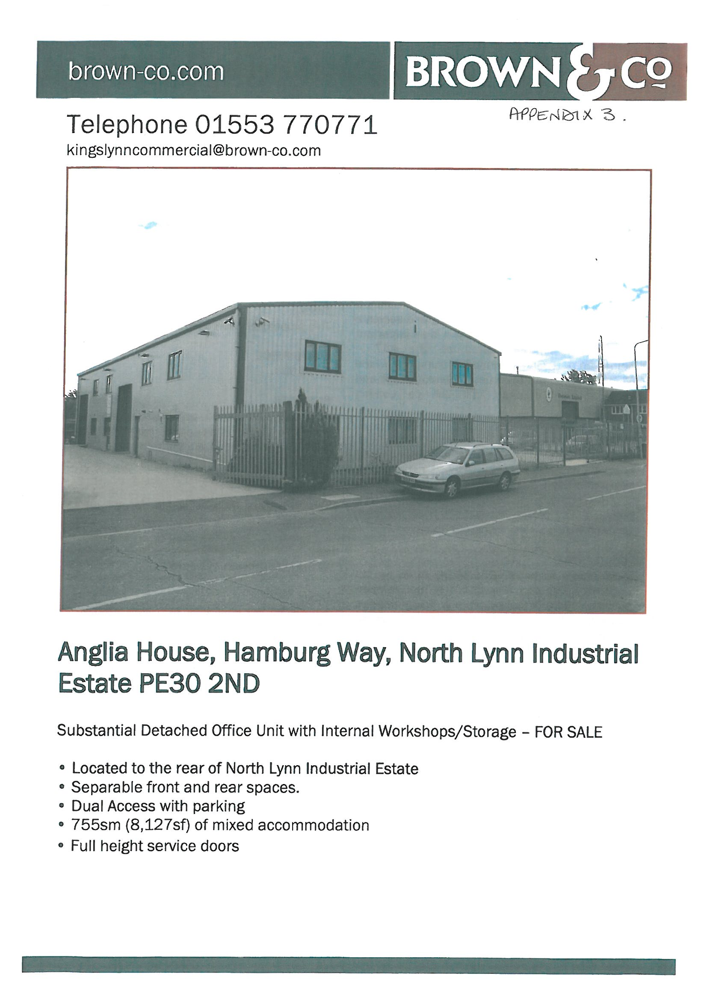 brown-co.com
BROWN & CO
APPENDIX 3.
Telephone 01553 770771
kingslynncommercial@brown-co.com
Anglia House, Hamburg Way, North Lynn Industrial
Estate PE30 2ND
Substantial Detached Office Unit with Internal Workshops/Storage – FOR SALE
• Located to the rear of North Lynn Industrial Estate
• Separable front and rear spaces.
• Dual Access with parking
• 755sm (8,127sf) of mixed accommodation
• Full height service doors